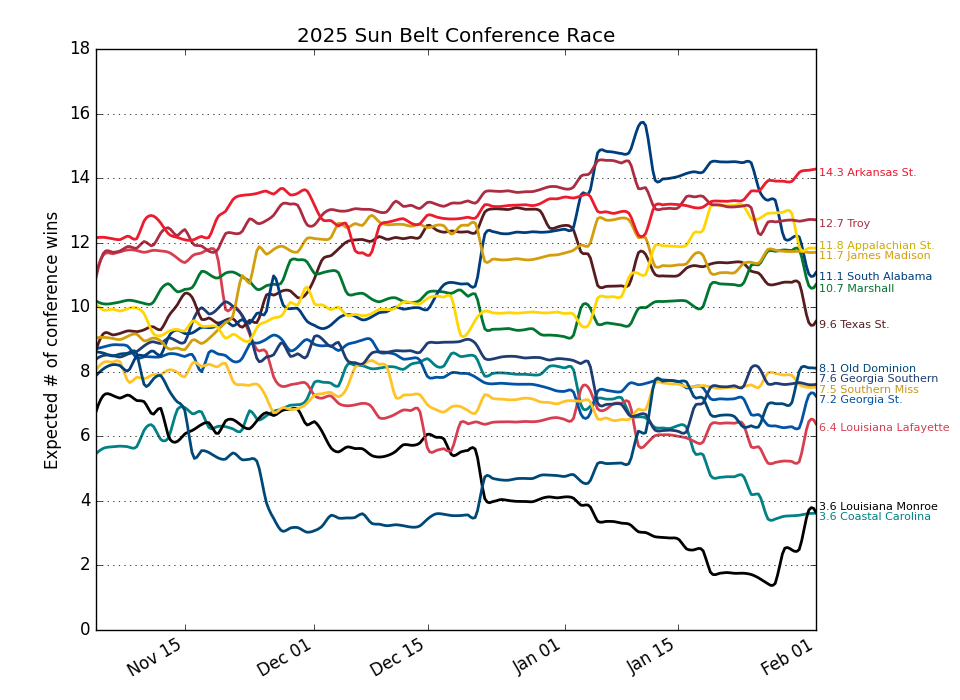 2025 Sun Belt Conference Race
Expected # of conference wins
18
16
14
12
10
8
6
4
2
0
14.3 Arkansas St.
12.7 Troy
11.8 Appalachian St.
11.7 James Madison
11.1 South Alabama
10.7 Marshall
9.6 Texas St.
8.1 Old Dominion
7.6 Georgia Southern
7.5 Southern Miss
7.2 Georgia St.
6.4 Louisiana Lafayette
3.6 Louisiana Monroe
3.6 Coastal Carolina
Nov 15
Dec 01
Dec 15
Jan 01
Jan 15
Feb 01